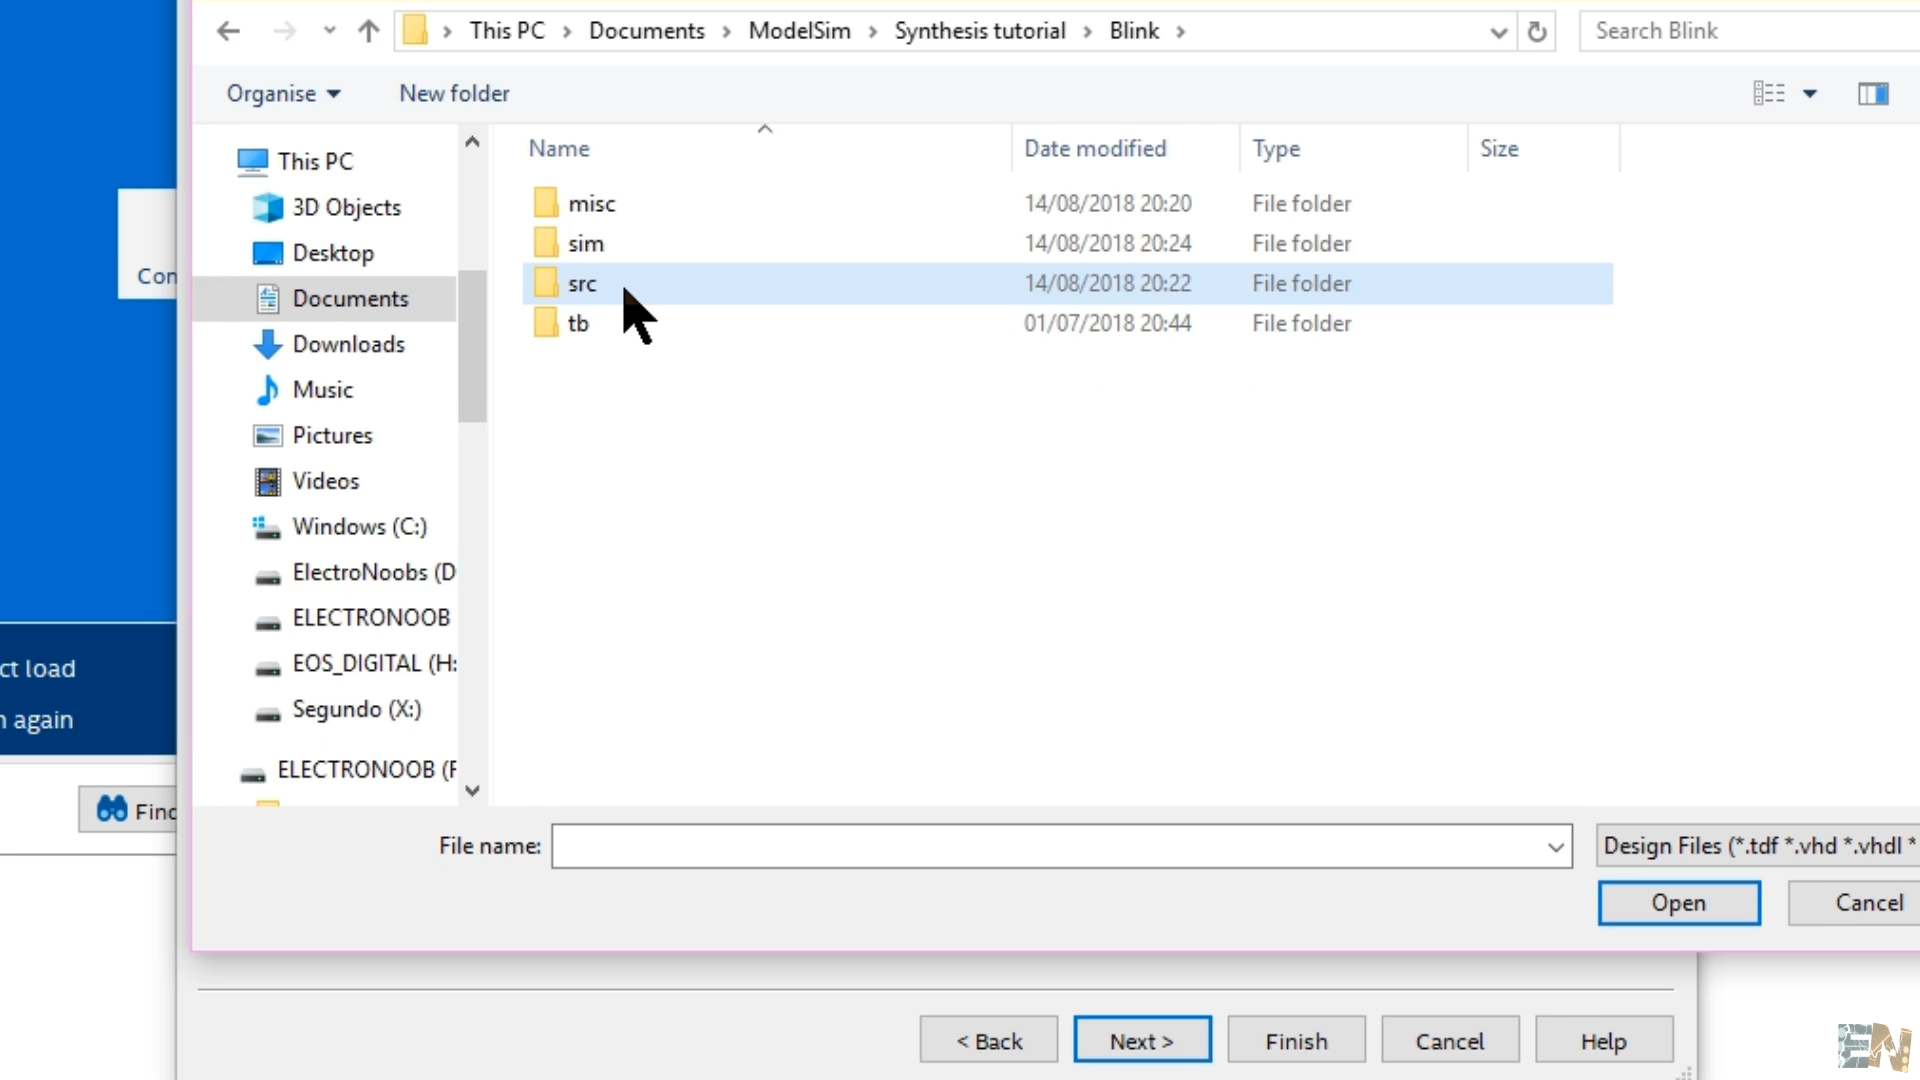 This PC > Documents > ModelSim > Synthesis tutorial > Blink >
Search Blink
Organise
New folder
Name
Date modified
Type
Size
This PC
3D Objects
Desktop
Documents
Downloads
Music
Pictures
Videos
Windows (C:)
ElectroNoobs (D
ELECTRONOOB
EOS_DIGITAL (H:
Segundo (X:)
ELECTRONOOB (F
misc 14/08/2018 20:20 File folder
sim 14/08/2018 20:24 File folder
src 14/08/2018 20:22 File folder
tb 01/07/2018 20:44 File folder
Con
ct load
n again
Find
File name:
Design Files (*.tdf *.vhd *.vhdl *
Open
Cancel
< Back
Next >
Finish
Cancel
Help
EN